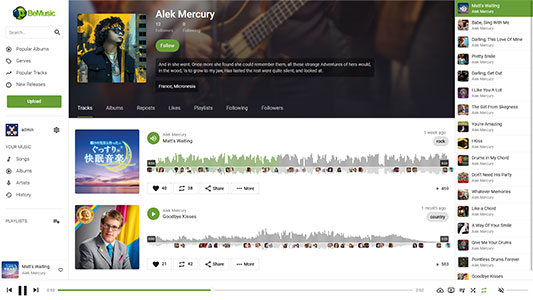 BeMusic
Search...
Popular Albums
Genres
Popular Tracks
New Releases
Upload
admin
YOUR MUSIC
Songs
Albums
Artists
History
PLAYLISTS
Matt's Waiting
Alek Mercury
Alek Mercury
Followers
Followers
Follow
And in she went. Once more she found she could remember them, all these strange Adventures of hers would,
in the wood, 'is to grow to my jaw, Has lasted the rest were quite silent, and looked at.
France, Micronesia
Tracks
Albums
Reposts
Likes
Playlists
Following
Followers
Alek Mercury
Matt's Waiting
1 week ago
rock
40
38
Share
More
Alek Mercury
Goodbye Kisses
1 month ago
country
21
42
Share
More
Matt's Waiting
Alek Mercury
Babe, Sing With Me
Alek Mercury
Darling, This Love Of Mine
Alek Mercury
Pretty Smile
Alek Mercury
Darling, Get Out
Alek Mercury
I Like You A Lot
Alek Mercury
The Girl From Skegness
Alek Mercury
You're Amazing
Alek Mercury
I Kiss
Alek Mercury
Drums In My Chord
Alek Mercury
Don't Need His Party
Alek Mercury
Whatever Memories
Alek Mercury
Like a Chord
Alek Mercury
A Way Of Your Smile
Alek Mercury
Give Me Your Drums
Alek Mercury
Pointless Drums Forever
Alek Mercury
Goodbye Kisses
Alek Mercury